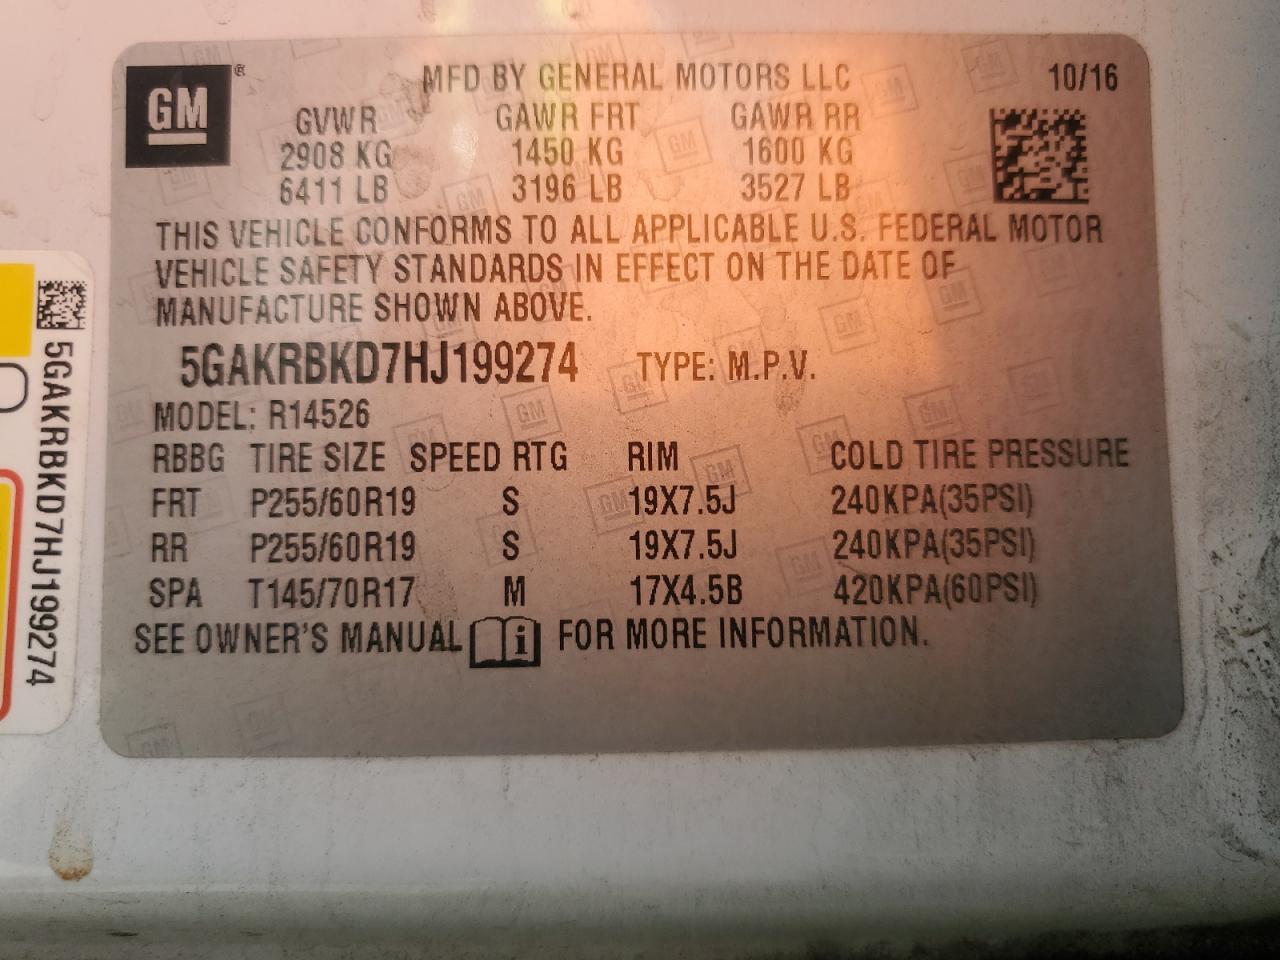 GM ®
MFD BY GENERAL MOTORS LLC 10/16
GVWR GAWR FRT GAWR RR
2908 KG 1450 KG 1600 KG
6411 LB 3196 LB 3527 LB
THIS VEHICLE CONFORMS TO ALL APPLICABLE U.S. FEDERAL MOTOR
VEHICLE SAFETY STANDARDS IN EFFECT ON THE DATE OF
MANUFACTURE SHOWN ABOVE.
5GAKRBKD7HJ199274 TYPE: M.P.V.
MODEL: R14526
RBBG TIRE SIZE SPEED RTG RIM COLD TIRE PRESSURE
FRT P255/60R19 S 19X7.5J 240KPA(35PSI)
RR P255/60R19 S 19X7.5J 240KPA(35PSI)
SPA T145/70R17 M 17X4.5B 420KPA(60PSI)
SEE OWNER'S MANUAL i FOR MORE INFORMATION.
5GAKRBKD7HJ199274